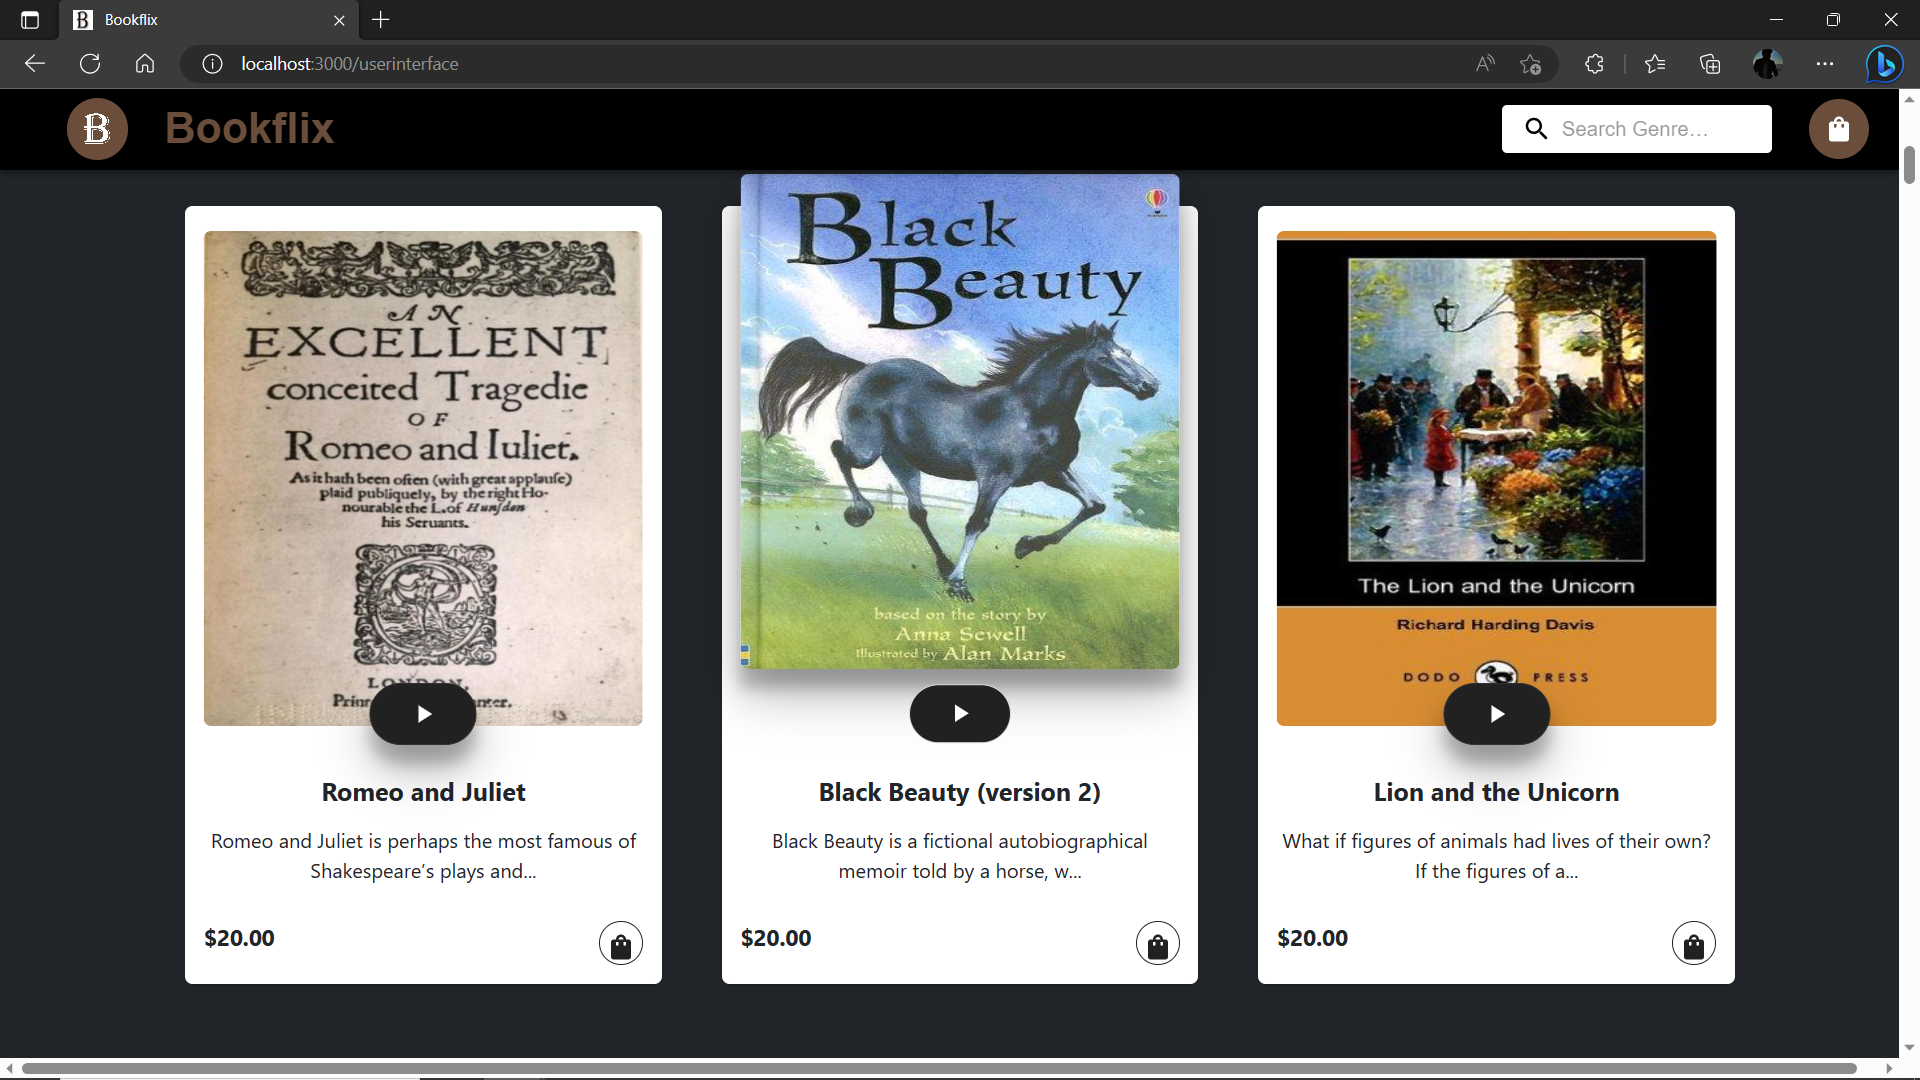 Bookflix
localhost:3000/userinterface
B
Bookflix
Search Genre...
AN
EXCELLENT
conceited Tragedie
OF
Romeo and Iuliet.
As it hath been often (with great applause)
plaid publiquely, by the right Ho-
nourable the L.of Hunsdon
his Seruants.
LONDON,
Romeo and Juliet
Romeo and Juliet is perhaps the most famous of
Shakespeare's plays and...
$20.00
Black
Beauty
based on the story by
Anna Sewell
Illustrated by Alan Marks
Black Beauty (version 2)
Black Beauty is a fictional autobiographical
memoir told by a horse, w...
$20.00
The Lion and the Unicorn
Richard Harding Davis
DODO PRESS
Lion and the Unicorn
What if figures of animals had lives of their own?
If the figures of a...
$20.00